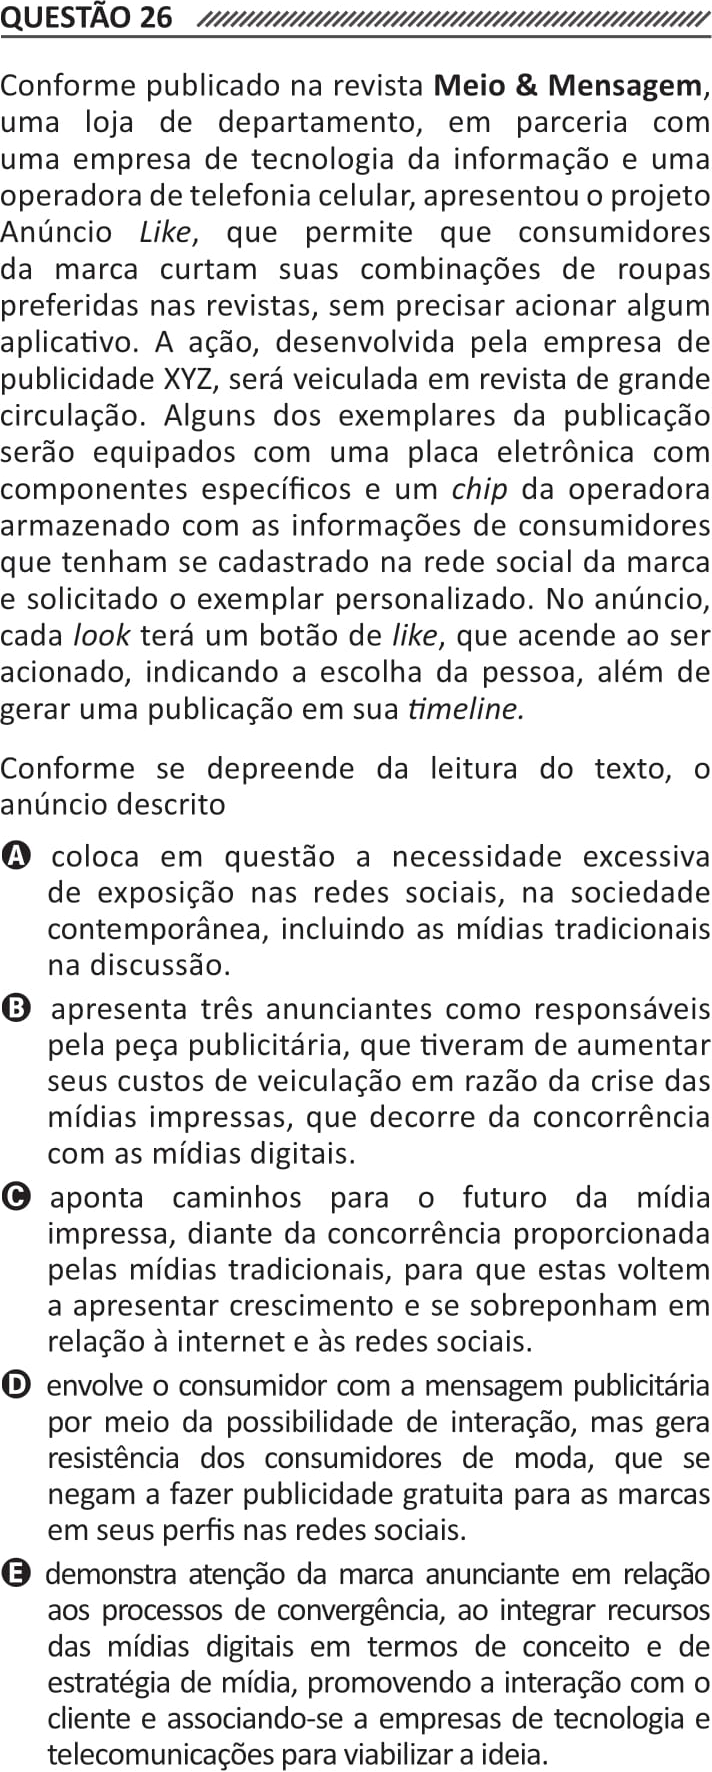 QUESTÃO 26
Conforme publicado na revista Meio & Mensagem,
uma loja de departamento, em parceria com
uma empresa de tecnologia da informação e uma
operadora de telefonia celular, apresentou o projeto
Anúncio Like, que permite que consumidores
da marca curtam suas combinações de roupas
preferidas nas revistas, sem precisar acionar algum
aplicativo. A ação, desenvolvida pela empresa de
publicidade XYZ, será veiculada em revista de grande
circulação. Alguns dos exemplares da publicação
serão equipados com uma placa eletrônica com
componentes específicos e um chip da operadora
armazenado com as informações de consumidores
que tenham se cadastrado na rede social da marca
e solicitado o exemplar personalizado. No anúncio,
cada look terá um botão de like, que acende ao ser
acionado, indicando a escolha da pessoa, além de
gerar uma publicação em sua timeline.
Conforme se depreende da leitura do texto, o
anúncio descrito
A coloca em questão a necessidade excessiva
de exposição nas redes sociais, na sociedade
contemporânea, incluindo as mídias tradicionais
na discussão.
B apresenta três anunciantes como responsáveis
pela peça publicitária, que tiveram de aumentar
seus custos de veiculação em razão da crise das
mídias impressas, que decorre da concorrência
com as mídias digitais.
C aponta caminhos para o futuro da mídia
impressa, diante da concorrência proporcionada
pelas mídias tradicionais, para que estas voltem
a apresentar crescimento e se sobreponham em
relação à internet e às redes sociais.
D envolve o consumidor com a mensagem publicitária
por meio da possibilidade de interação, mas gera
resistência dos consumidores de moda, que se
negam a fazer publicidade gratuita para as marcas
em seus perfis nas redes sociais.
E demonstra atenção da marca anunciante em relação
aos processos de convergência, ao integrar recursos
das mídias digitais em termos de conceito e de
estratégia de mídia, promovendo a interação com o
cliente e associando-se a empresas de tecnologia e
telecomunicações para viabilizar a ideia.